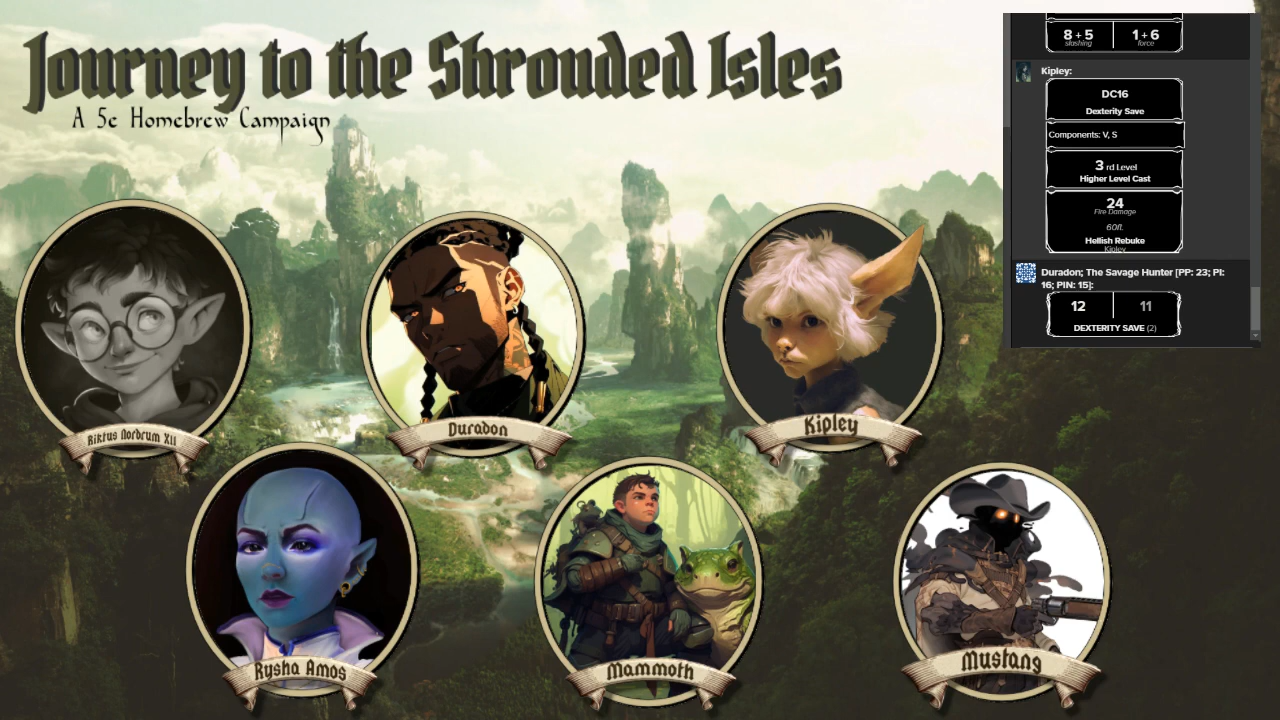 Journey to the Shrouded Isles
A 5e Homebrew Campaign
8 + 5
slashing
1 + 6
force
Kipley:
DC16
Dexterity Save
Components: V, S
3 rd Level
Higher Level Cast
24
Fire Damage
60ft.
Hellish Rebuke
Kipley
Duradon; The Savage Hunter [PP: 23; PI:
16; PIN: 15]:
12
11
DEXTERITY SAVE (2)
Rikfus Nordrum XII
Duradon
Kipley
Rysha Amos
Mammoth
Mustang